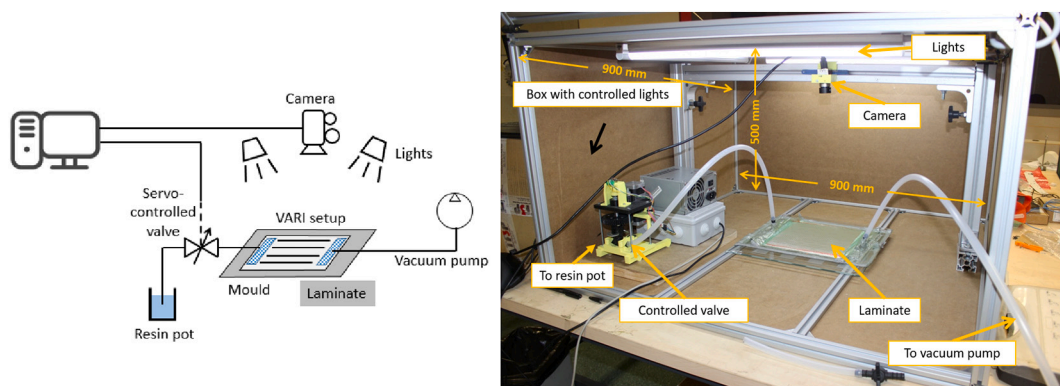 Camera
Lights
Servo-
controlled
valve
VARI setup
Vacuum pump
Mould
Laminate
Resin pot
Lights
900 mm
Box with controlled lights
Camera
500 mm
900 mm
To resin pot
Controlled valve
Laminate
To vacuum pump